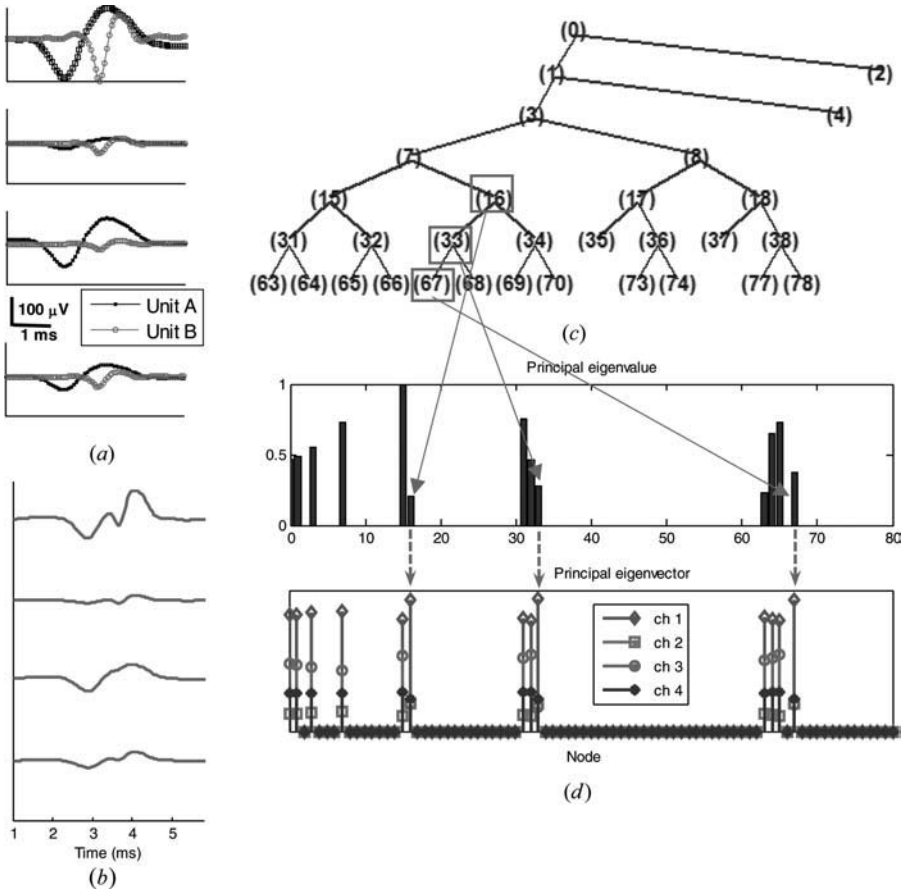 100 μV
1 ms
Unit A
Unit B
(a)
1 2 3 4 5
Time (ms)
(b)
(0)
(1) (2)
(3) (4)
(7) (8)
(15) (16) (17) (18)
(31) (32) (33) (34) (35) (36) (37) (38)
(63) (64) (65) (66) (67) (68) (69) (70) (73) (74) (77) (78)
(c)
Principal eigenvalue
1
0.5
0
0 10 20 30 40 50 60 70 80
Principal eigenvector
ch 1
ch 2
ch 3
ch 4
Node
(d)